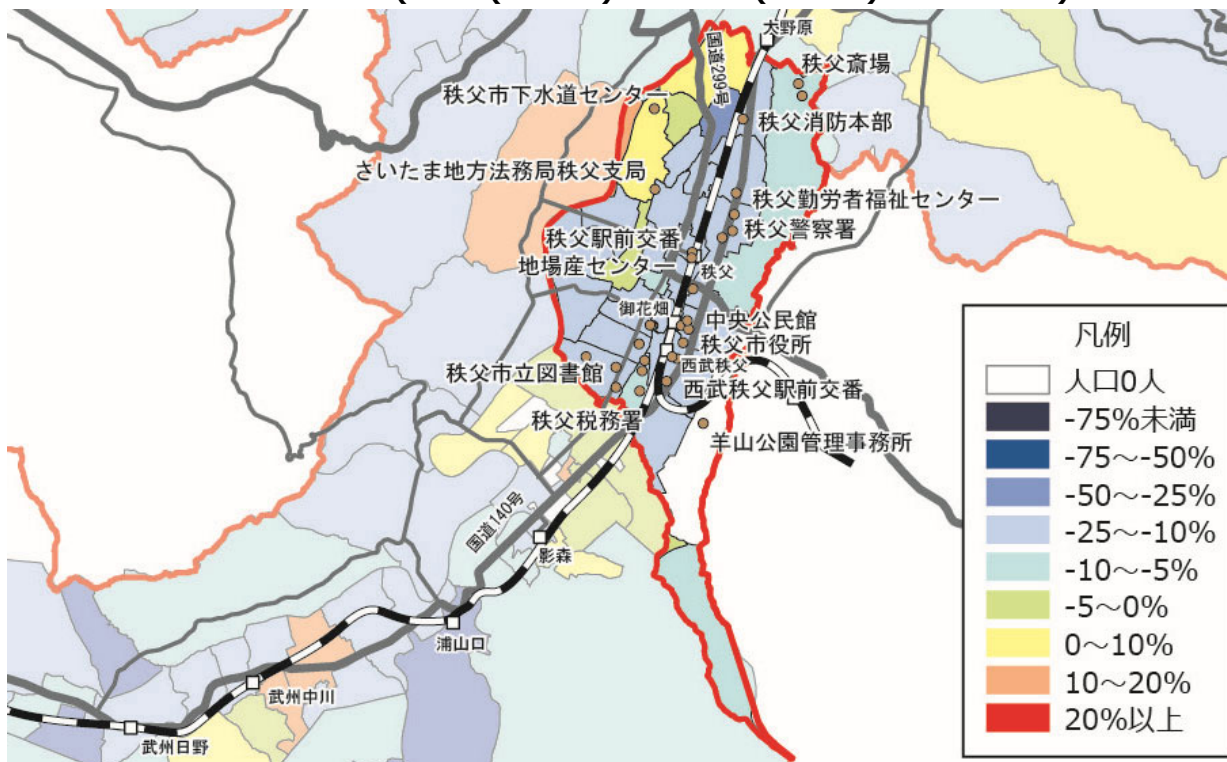 大野原
国道299号
秩父斎場
秩父市下水道センター
秩父消防本部
さいたま地方法務局秩父支局
秩父勤労者福祉センター
秩父駅前交番
秩父警察署
地場産センター
秩父
御花畑
中央公民館
秩父市役所
秩父市立図書館
西武秩父
西武秩父駅前交番
秩父税務署
羊山公園管理事務所
国道140号
影森
浦山口
武州中川
武州日野
凡例
人口0人
-75%未満
-75～-50%
-50～-25%
-25～-10%
-10～-5%
-5～0%
0～10%
10～20%
20%以上